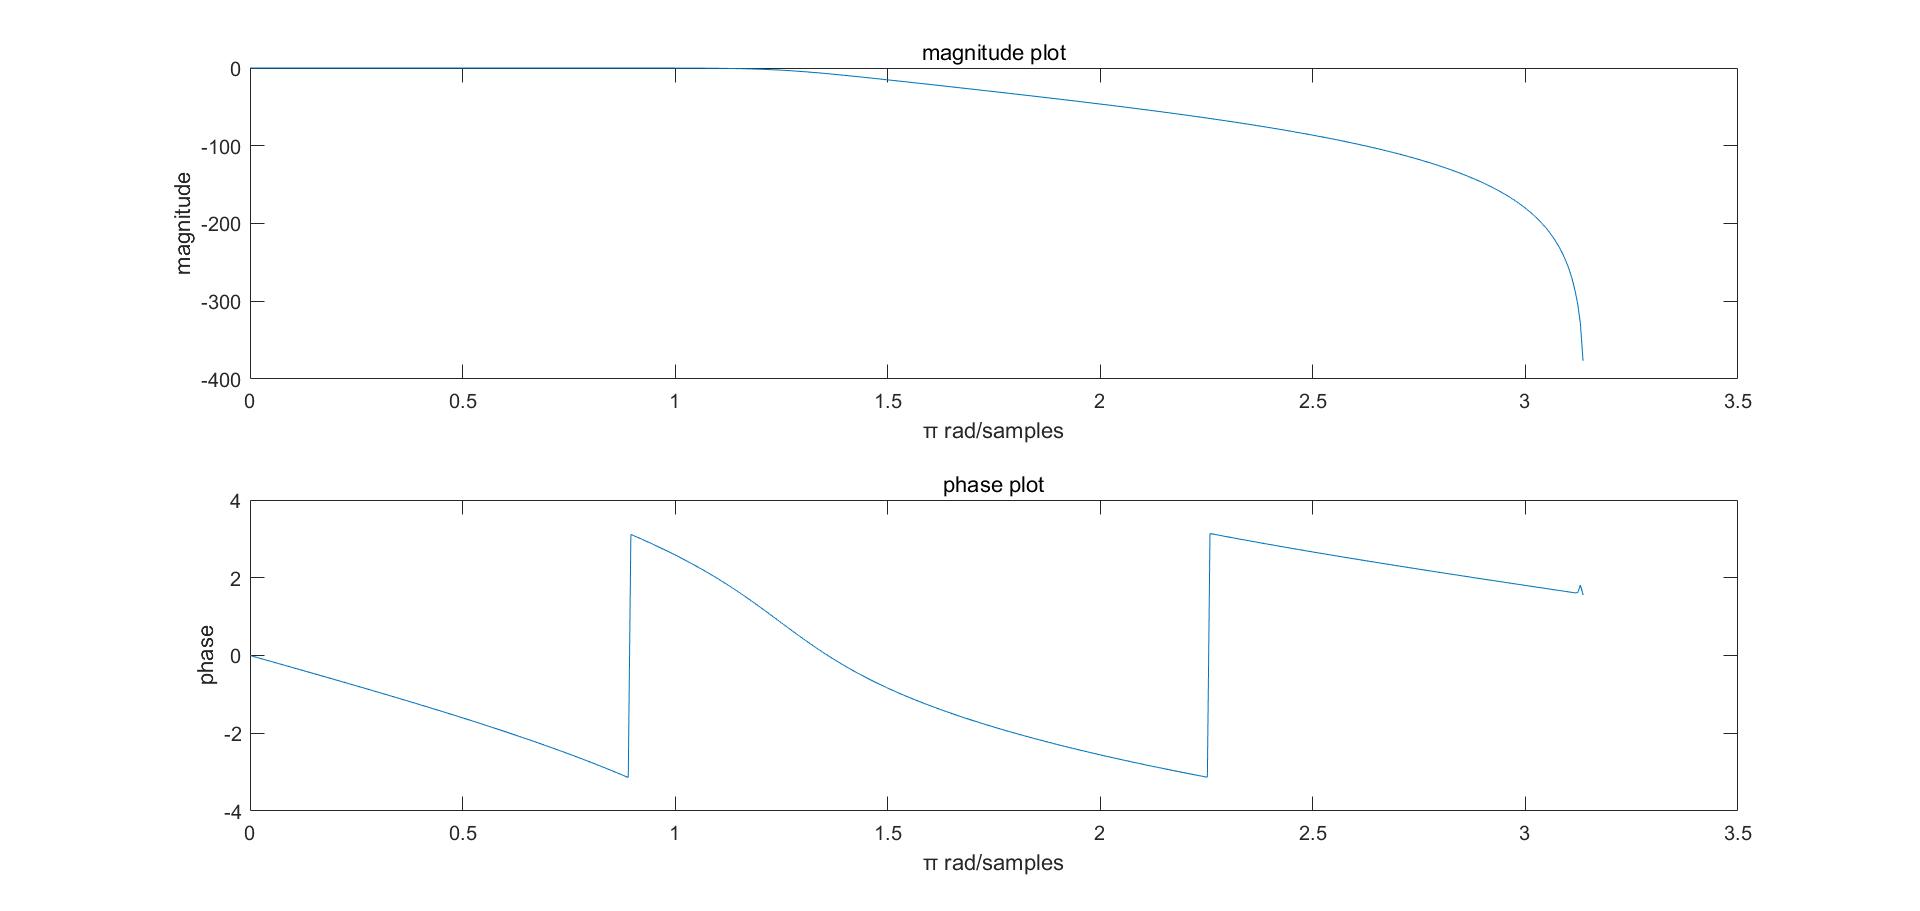 magnitude plot
0
-100
-200
-300
-400
magnitude
0 0.5 1 1.5 2 2.5 3 3.5
π rad/samples
phase plot
4
2
0
-2
-4
phase
0 0.5 1 1.5 2 2.5 3 3.5
π rad/samples